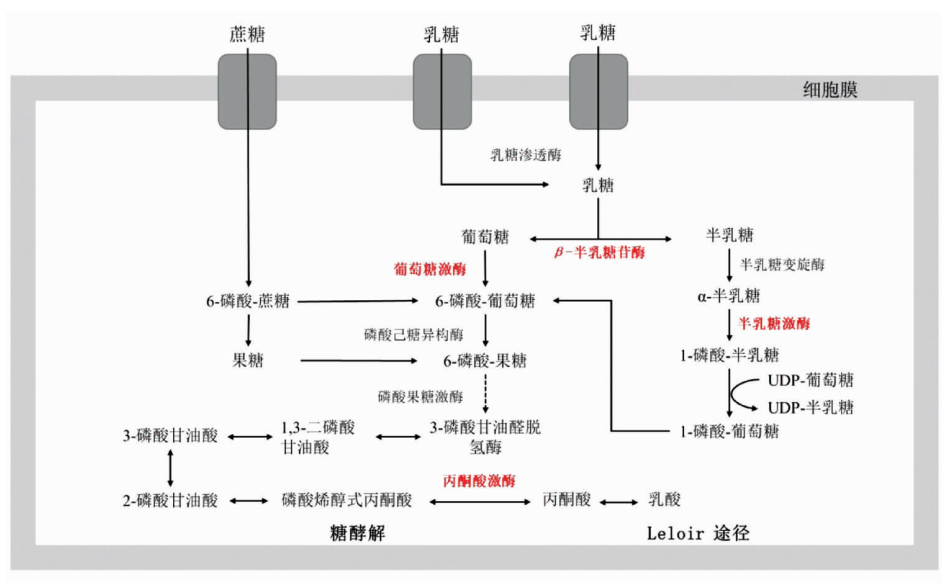 蔗糖
乳糖
乳糖
细胞膜
乳糖渗透酶
乳糖
葡萄糖
β-半乳糖苷酶
半乳糖
葡萄糖激酶
半乳糖变旋酶
6-磷酸-蔗糖
6-磷酸-葡萄糖
α-半乳糖
磷酸己糖异构酶
半乳糖激酶
果糖
6-磷酸-果糖
1-磷酸-半乳糖
磷酸果糖激酶
UDP-葡萄糖
UDP-半乳糖
3-磷酸甘油酸
1,3-二磷酸
甘油酸
3-磷酸甘油醛脱
氢酶
1-磷酸-葡萄糖
丙酮酸激酶
2-磷酸甘油酸
磷酸烯醇式丙酮酸
丙酮酸
乳酸
糖酵解
Leloir 途径